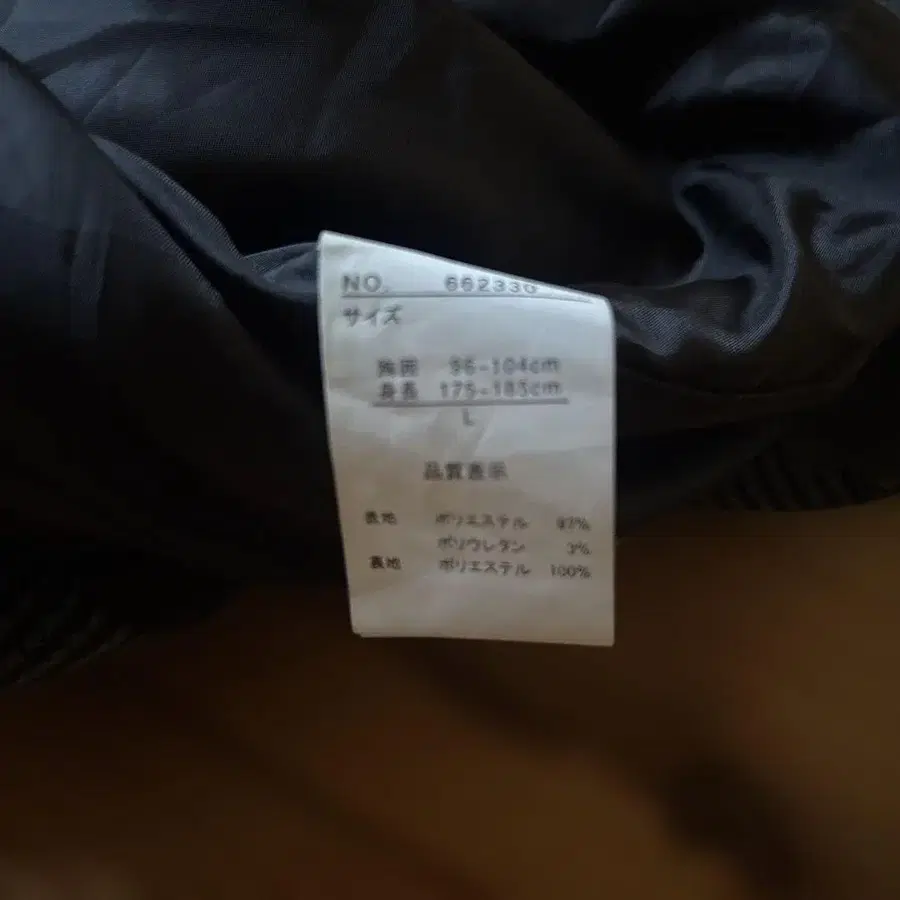 NO. 662330
サイズ
胸囲 96-104cm
身長 175-185cm
L
品質表示
表地 ポリエステル 97%
ポリウレタン 3%
裏地 ポリエステル 100%